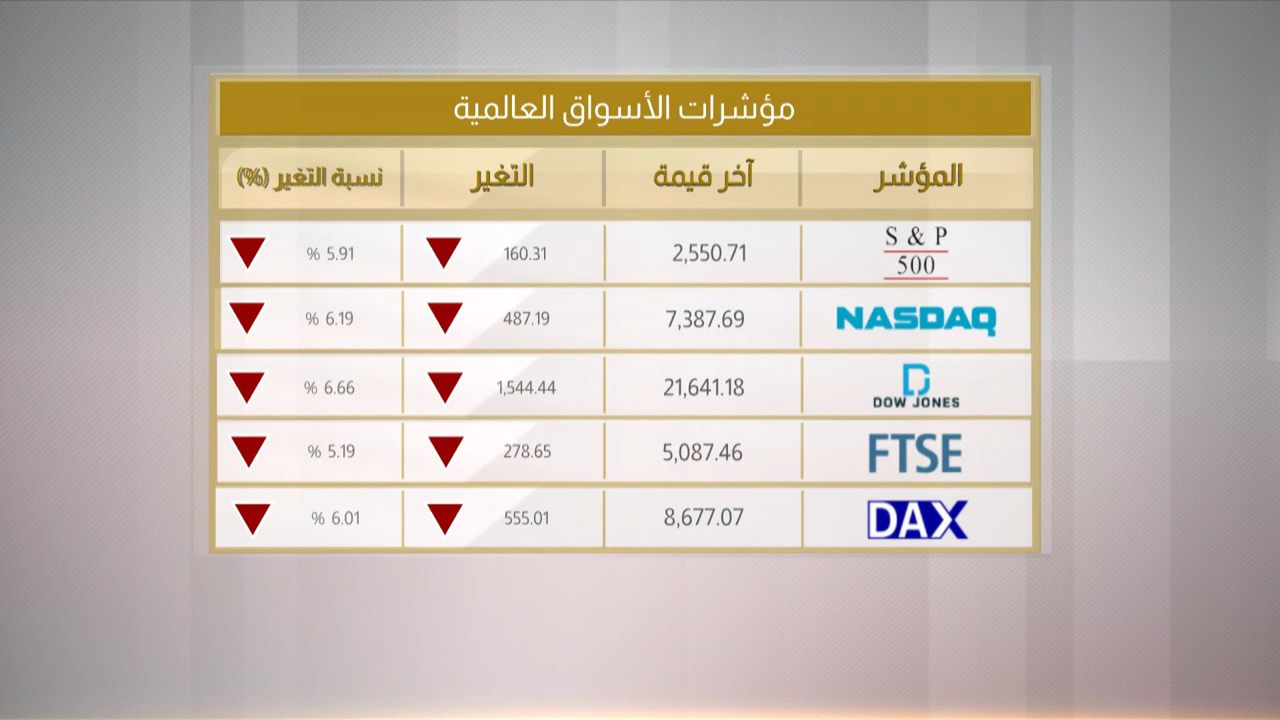 مؤشرات الأسواق العالمية
المؤشر آخر قيمة التغير نسبة التغير (%)
S & P
500
2,550.71 160.31 % 5.91
NASDAQ 7,387.69 487.19 % 6.19
DOW JONES 21,641.18 1,544.44 % 6.66
FTSE 5,087.46 278.65 % 5.19
DAX 8,677.07 555.01 % 6.01